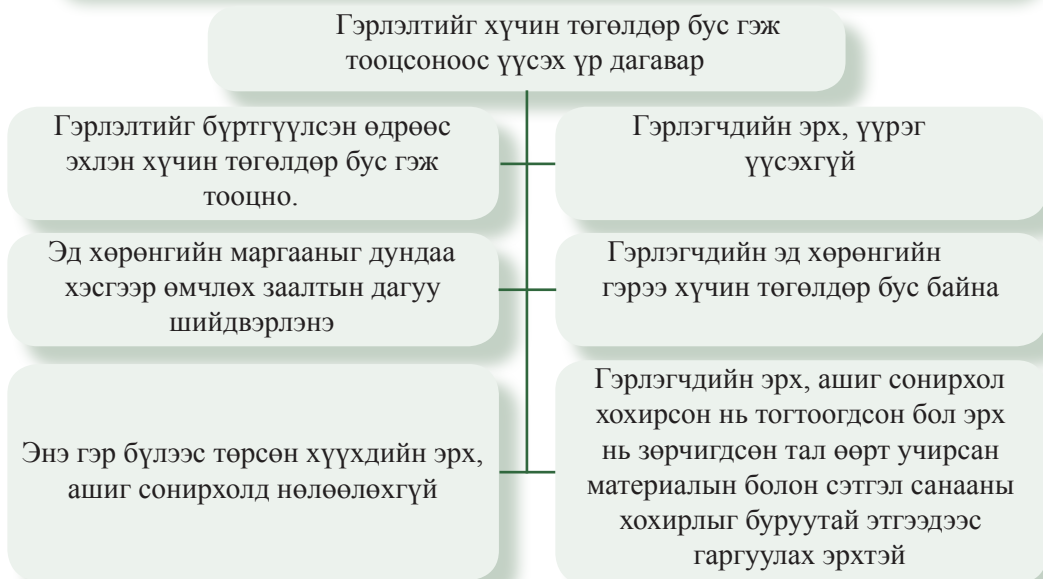 Гэрлэлтийг хүчин төгөлдөр бус гэж
тооцсоноос үүсэх үр дагавар
Гэрлэлтийг бүртгүүлсэн өдрөөс
эхлэн хүчин төгөлдөр бус гэж
тооцно.
Гэрлэгчдийн эрх, үүрэг
үүсэхгүй
Эд хөрөнгийн маргааныг дундаа
хэсгээр өмчлөх заалтын дагуу
шийдвэрлэнэ
Гэрлэгчдийн эд хөрөнгийн
гэрээ хүчин төгөлдөр бус байна
Энэ гэр бүлээс төрсөн хүүхдийн эрх,
ашиг сонирхолд нөлөөлөхгүй
Гэрлэгчдийн эрх, ашиг сонирхол
хохирсон нь тогтоогдсон бол эрх
нь зөрчигдсөн тал өөрт учирсан
материалын болон сэтгэл санааны
хохирлыг буруутай этгээдээс
гаргуулах эрхтэй